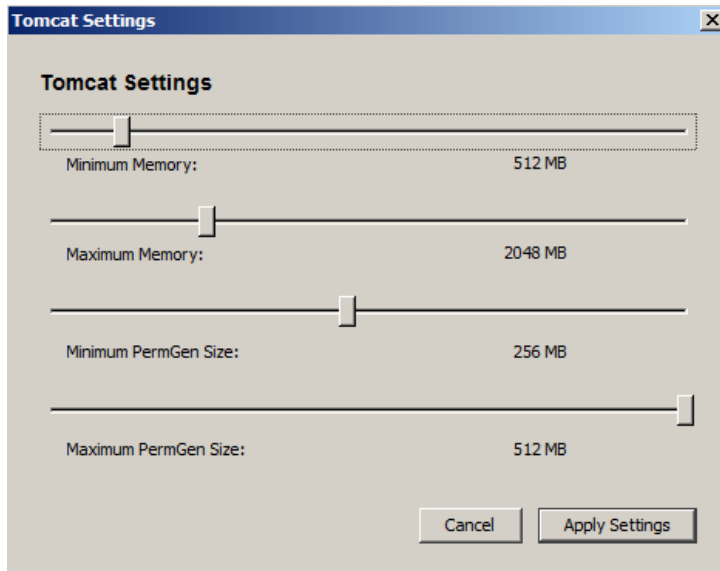 Tomcat Settings
Tomcat Settings
Minimum Memory: 512 MB
Maximum Memory: 2048 MB
Minimum PermGen Size: 256 MB
Maximum PermGen Size: 512 MB
Cancel Apply Settings